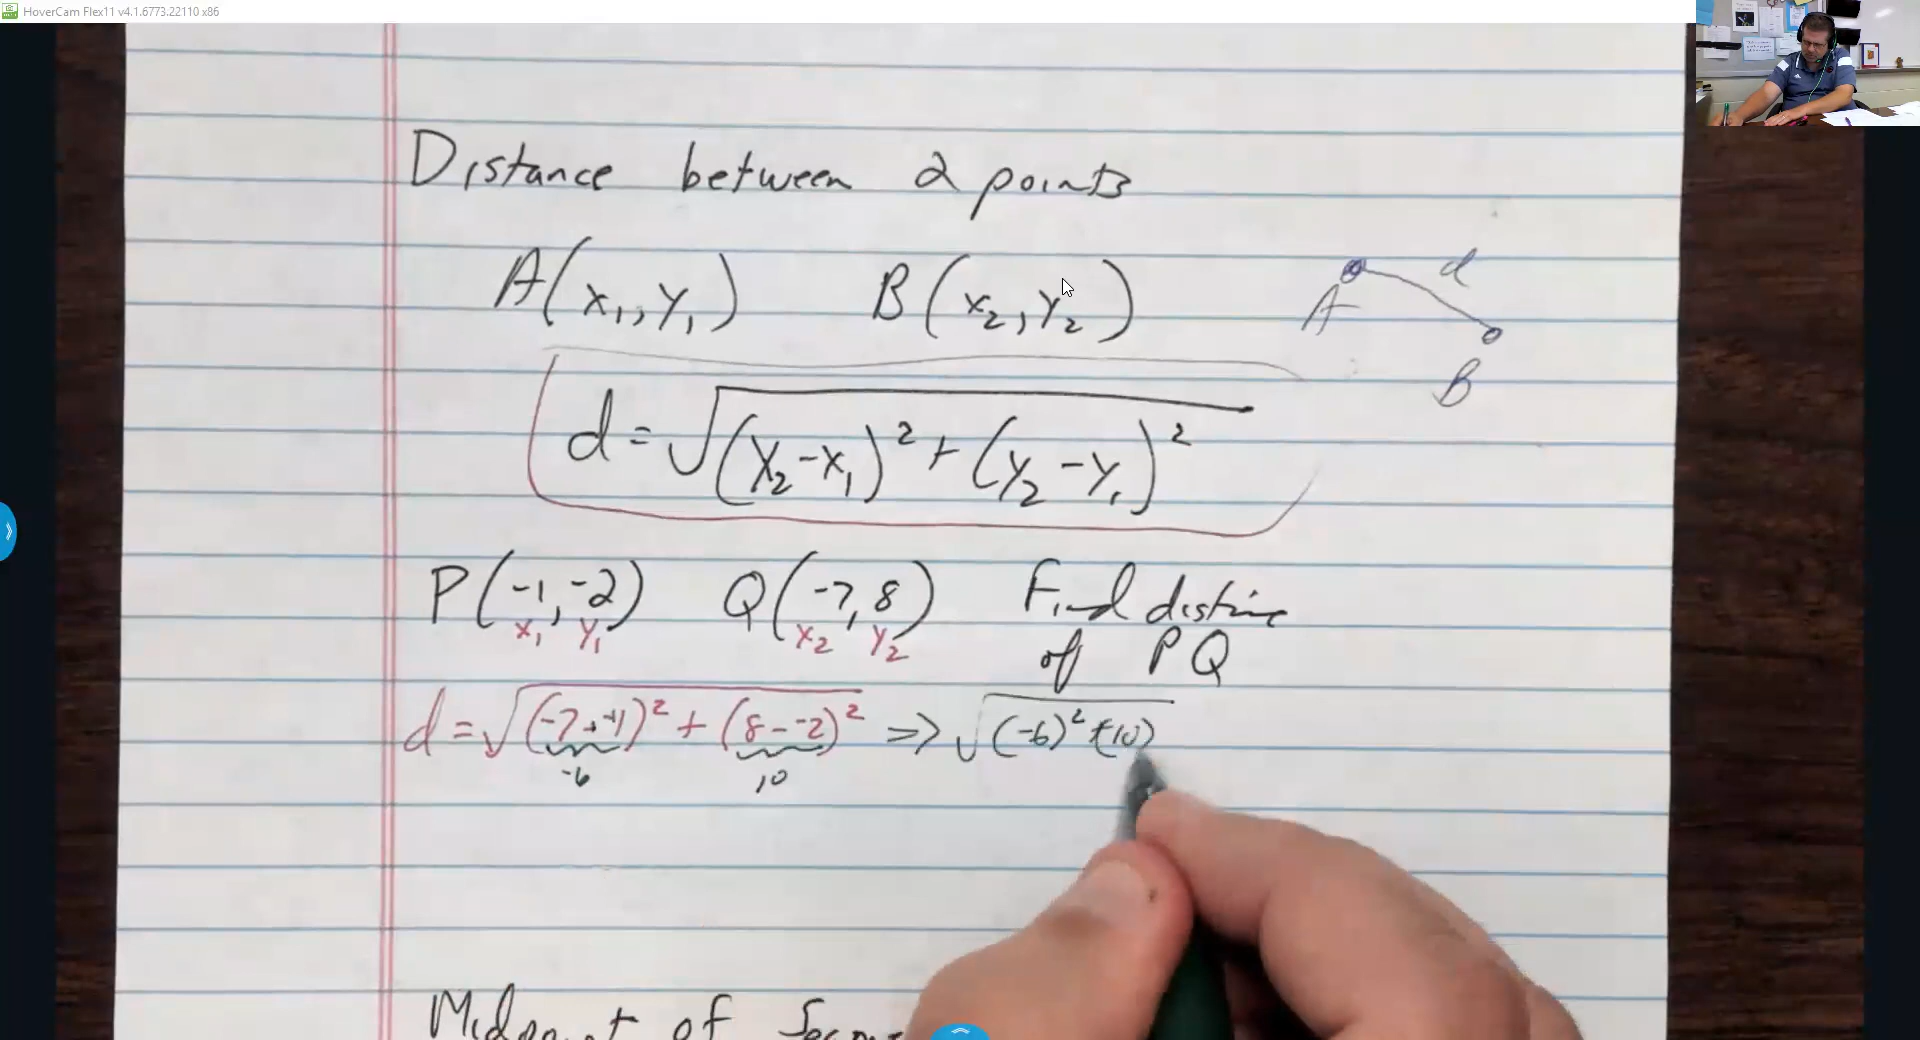 HoverCam Flex11 v4.1.6773.22110 x86
Distance between 2 points
A(x₁,y₁) B(x₂,y₂)
d
A
B
d=√(x₂-x₁)²+(y₂-y₁)²
P(-1,-2) Q(-7,8) Find distance
x₁ y₁ x₂ y₂
of PQ
d=√(-7++1)²+(8--2)² => √(-6)²+(10)
-6 10
Midpoint of